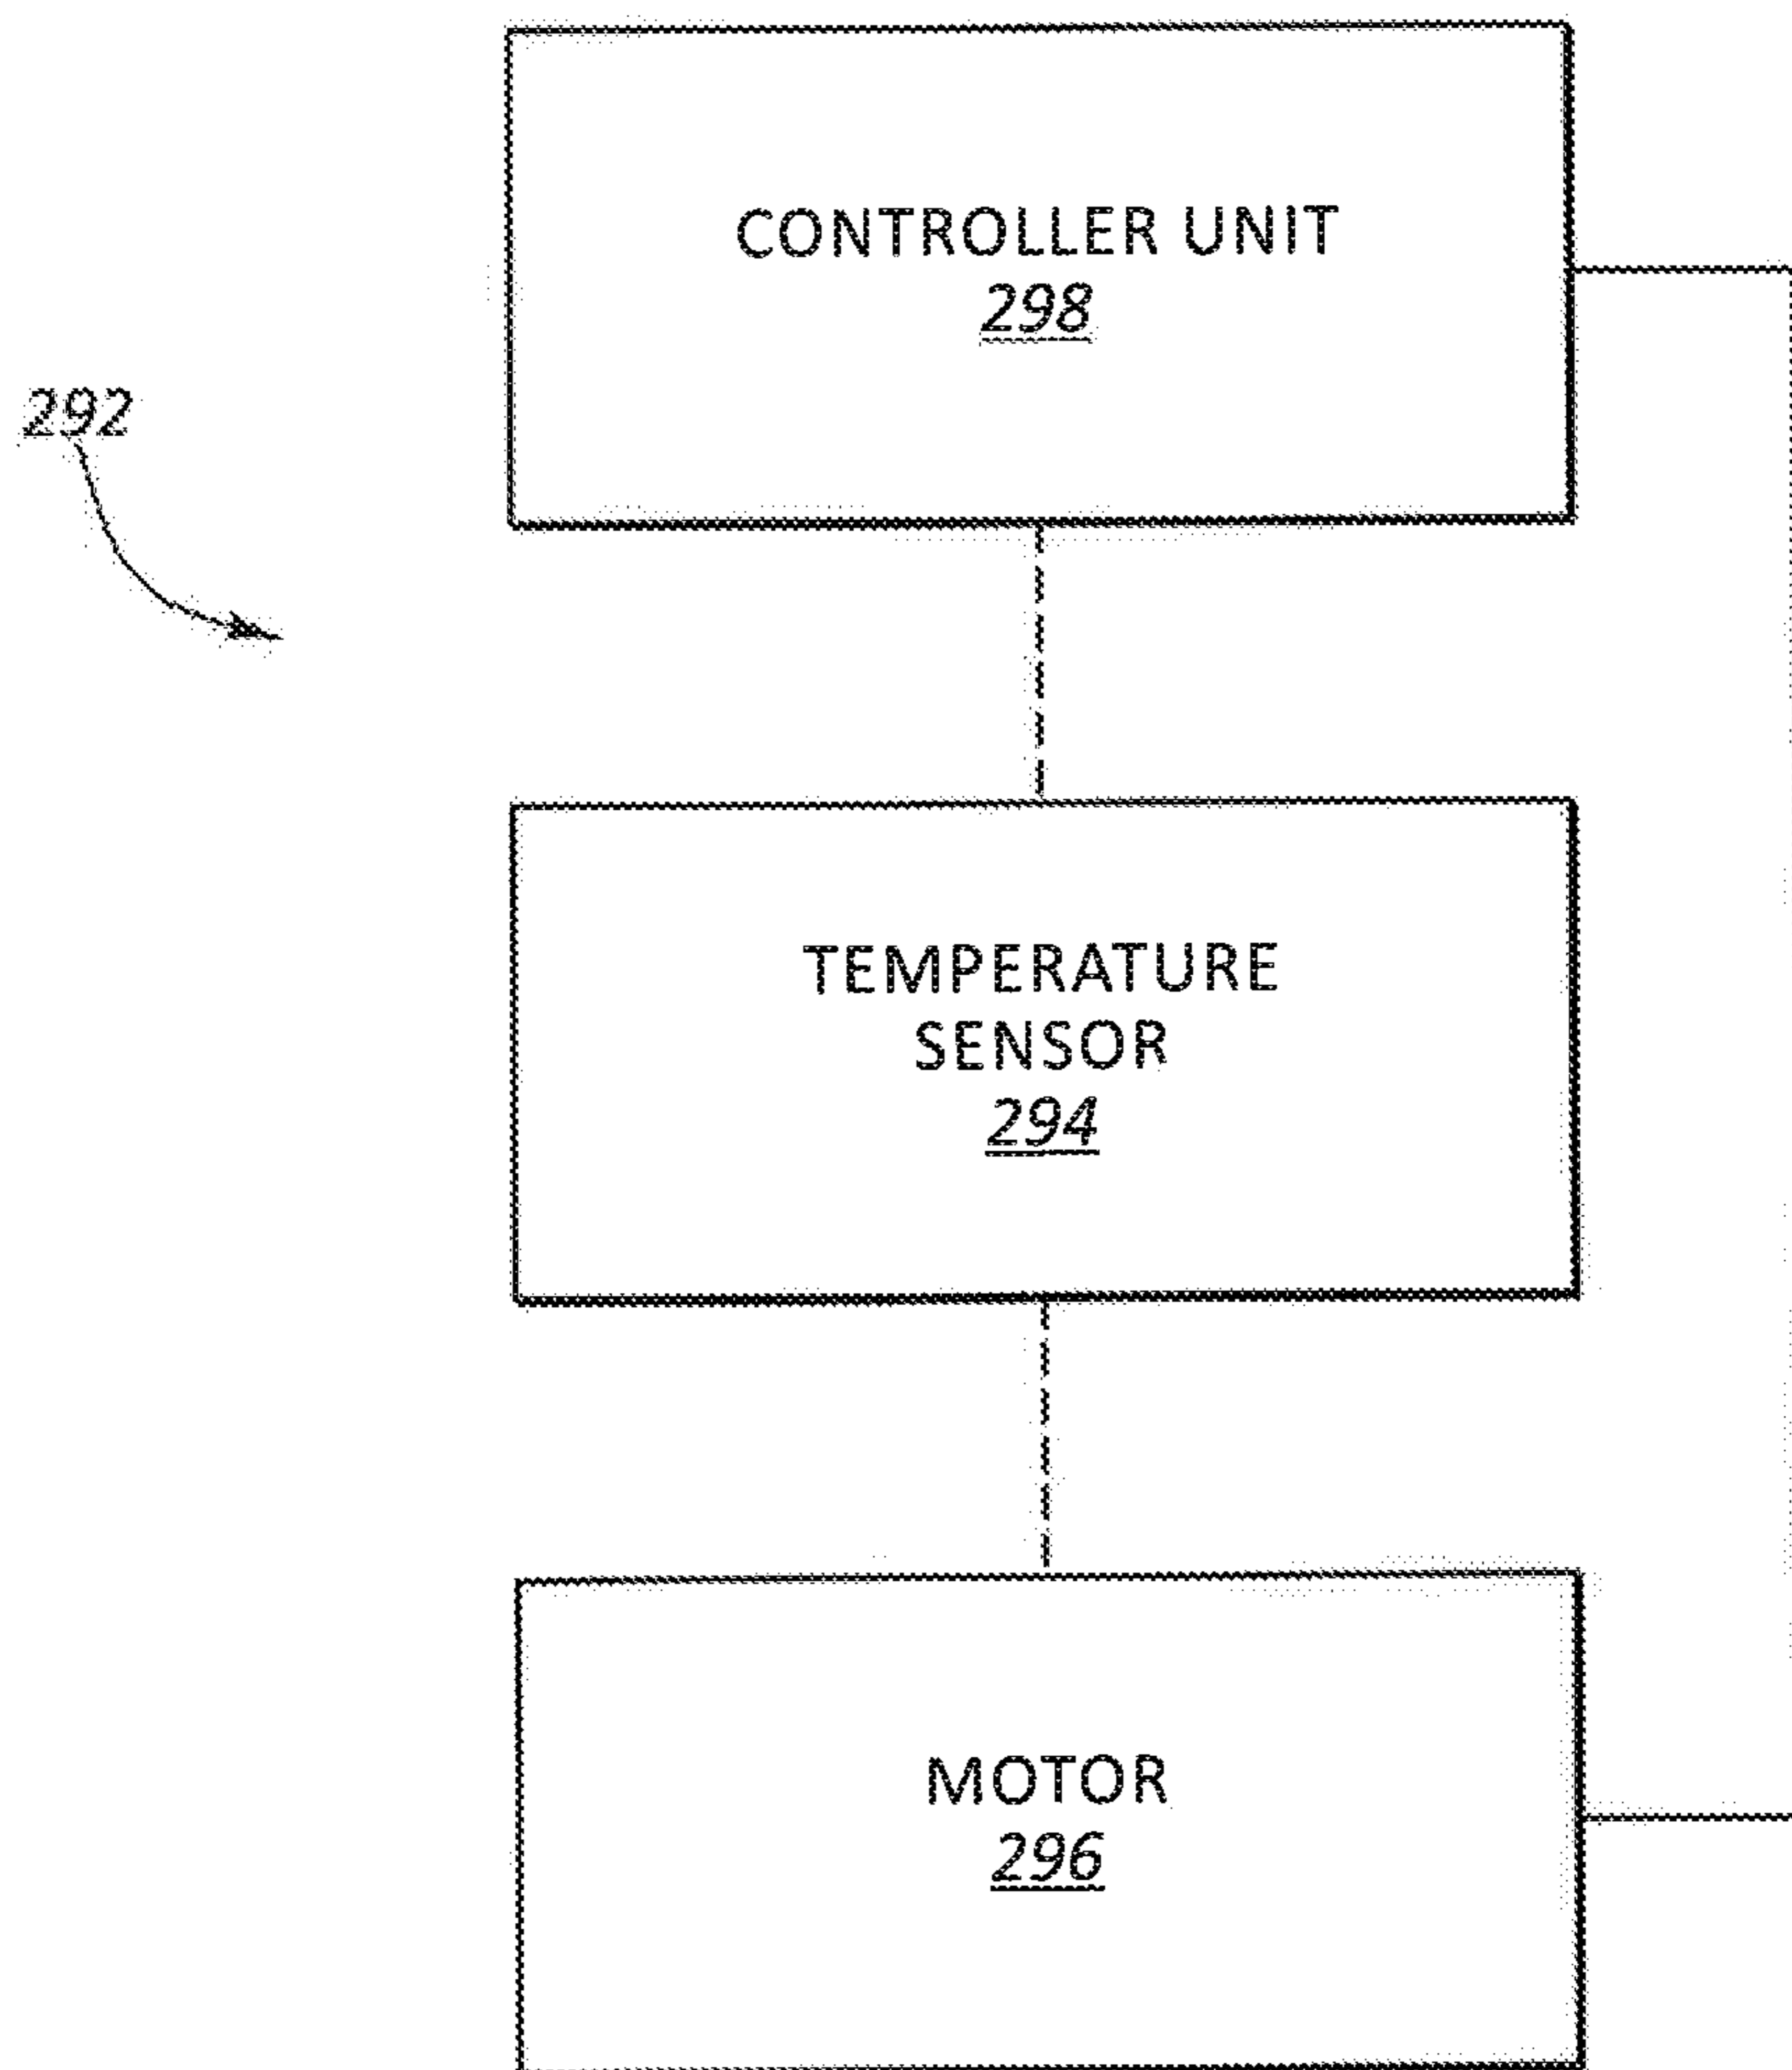 CONTROLLER UNIT
298
292
TEMPERATURE
SENSOR
294
MOTOR
296